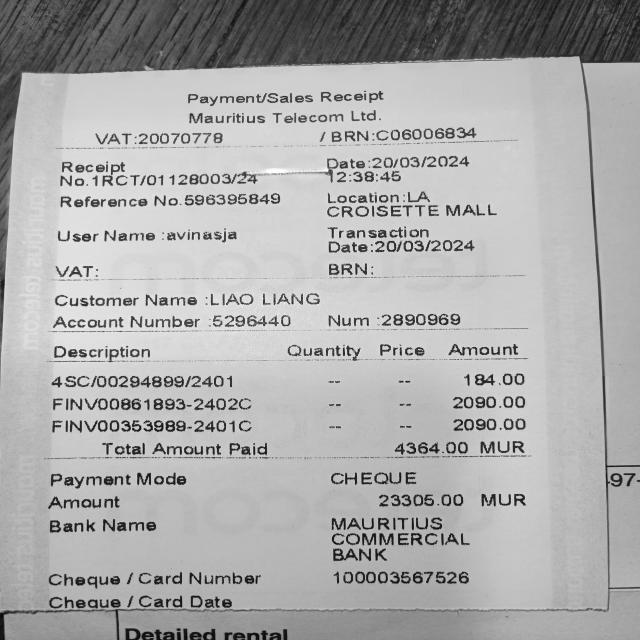 Payment/Sales Receipt
Mauritius Telecom Ltd.
VAT:20070778 / BRN:C06006834
Receipt Date:20/03/2024
No.1RCT/01128003/24 12:38:45
Reference No.596395849 Location:LA
CROISETTE MALL
User Name :avinasja Transaction
Date:20/03/2024
VAT: BRN:
Customer Name :LIAO LIANG
Account Number :5296440 Num :2890969
Description Quantity Price Amount
4SC/00294899/2401 -- -- 184.00
FINV00861893-2402C -- -- 2090.00
FINV00353989-2401C -- -- 2090.00
Total Amount Paid 4364.00 MUR
Payment Mode CHEQUE
Amount 23305.00 MUR
Bank Name MAURITIUS
COMMERCIAL
BANK
Cheque / Card Number 100003567526
Cheque / Card Date
97-
Detailed rental